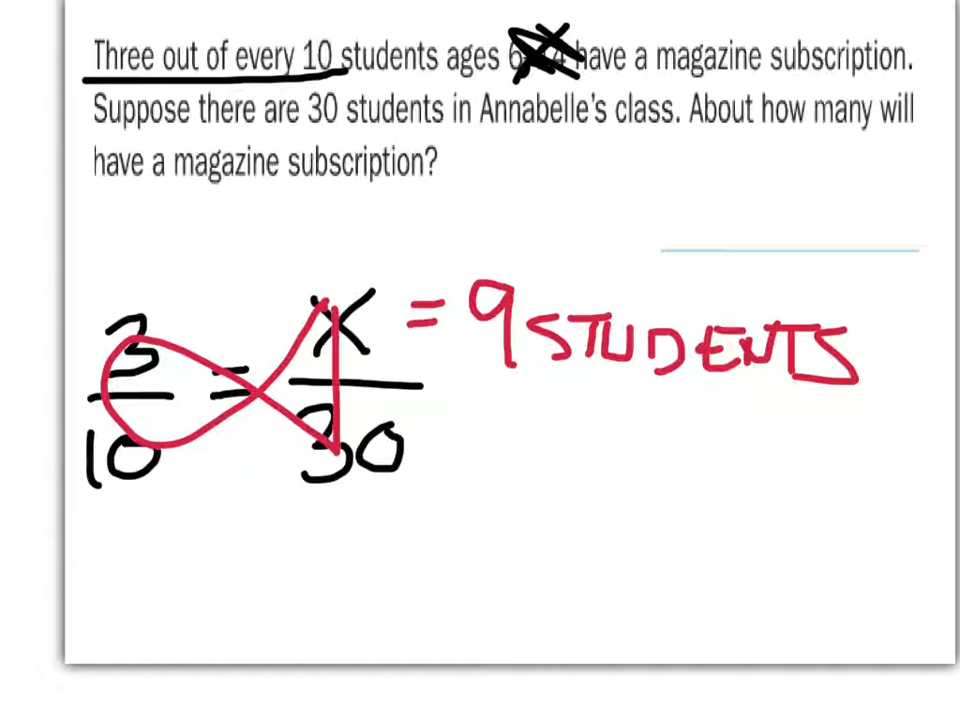 Three out of every 10 students ages have a magazine subscription.
Suppose there are 30 students in Annabelle's class. About how many will
have a magazine subscription?
3/10 = X/30 = 9 STUDENTS